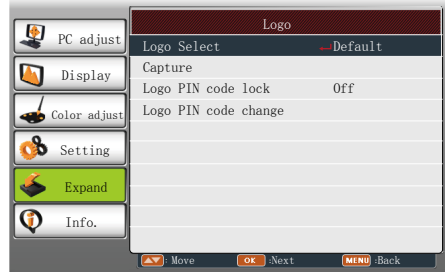 PC adjust
Display
Color adjust
Setting
Expand
Info.
Logo
Logo Select Default
Capture
Logo PIN code lock Off
Logo PIN code change
: Move OK :Next MENU :Back